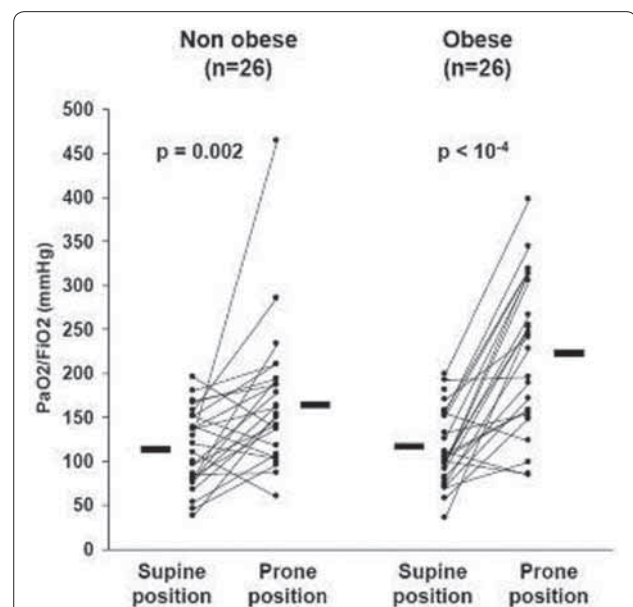 Non obese
(n=26)
Obese
(n=26)
PaO2/FiO2 (mmHg)
500
450
400
350
300
250
200
150
100
50
0
p = 0.002
p < 10-4
Supine
position
Prone
position
Supine
position
Prone
position